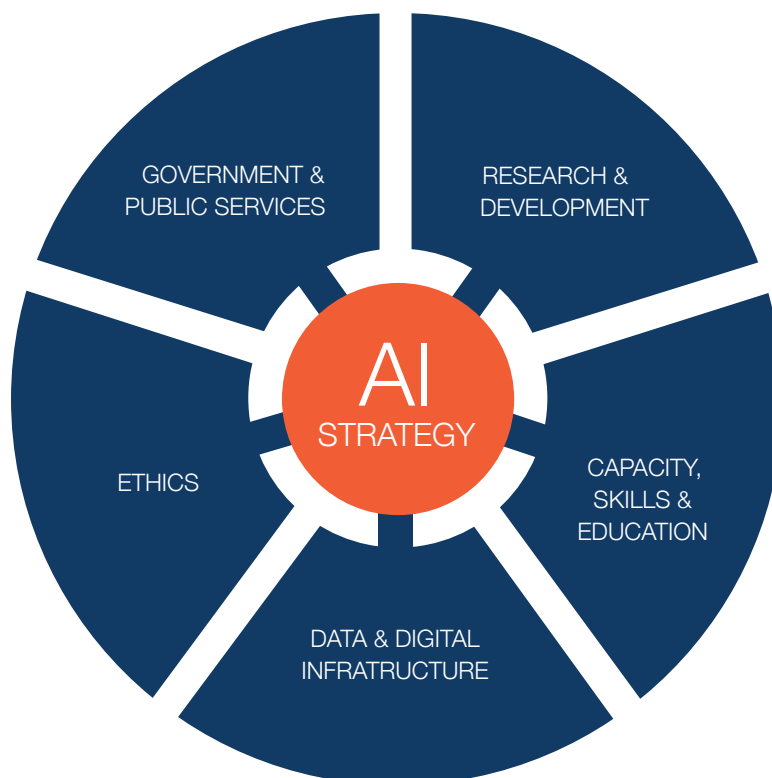 GOVERNMENT &
PUBLIC SERVICES
RESEARCH &
DEVELOPMENT
AI
STRATEGY
ETHICS
CAPACITY,
SKILLS &
EDUCATION
DATA & DIGITAL
INFRATRUCTURE